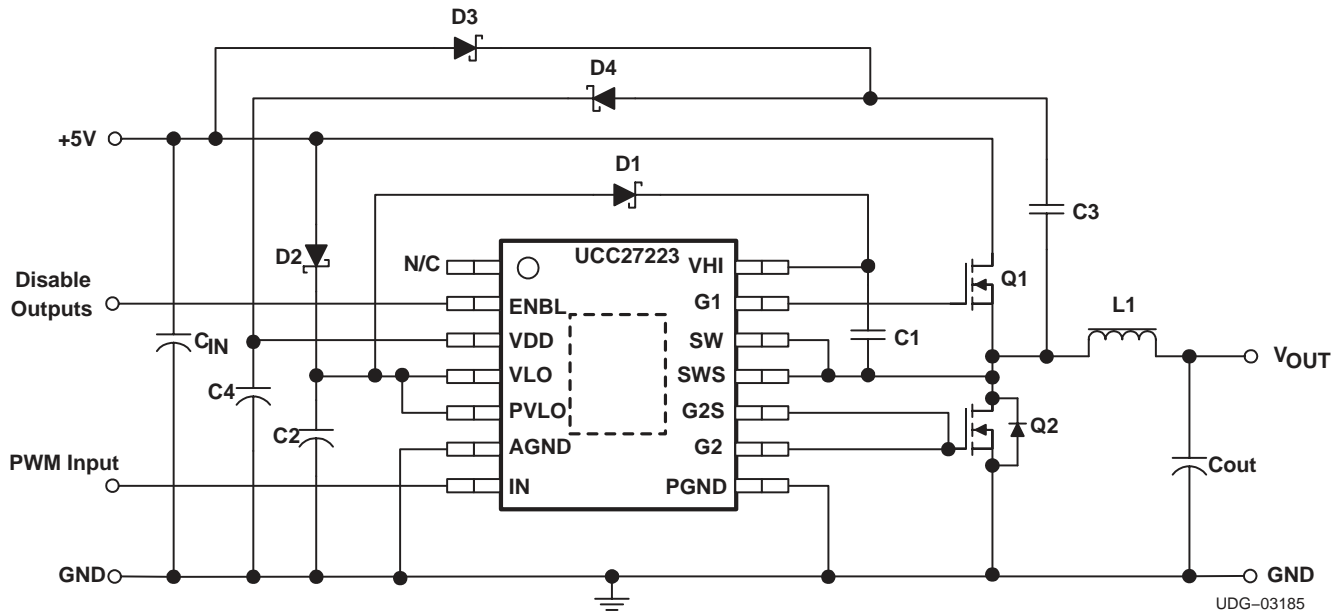 D3
D4
+5V
D1
C3
D2
UCC27223
N/C
VHI
Q1
Disable
Outputs
ENBL
G1
L1
CIN
VDD
SW
C1
VOUT
VLO
SWS
C4
PVLO
G2S
C2
Q2
AGND
G2
PWM Input
Cout
IN
PGND
GND
GND
UDG–03185